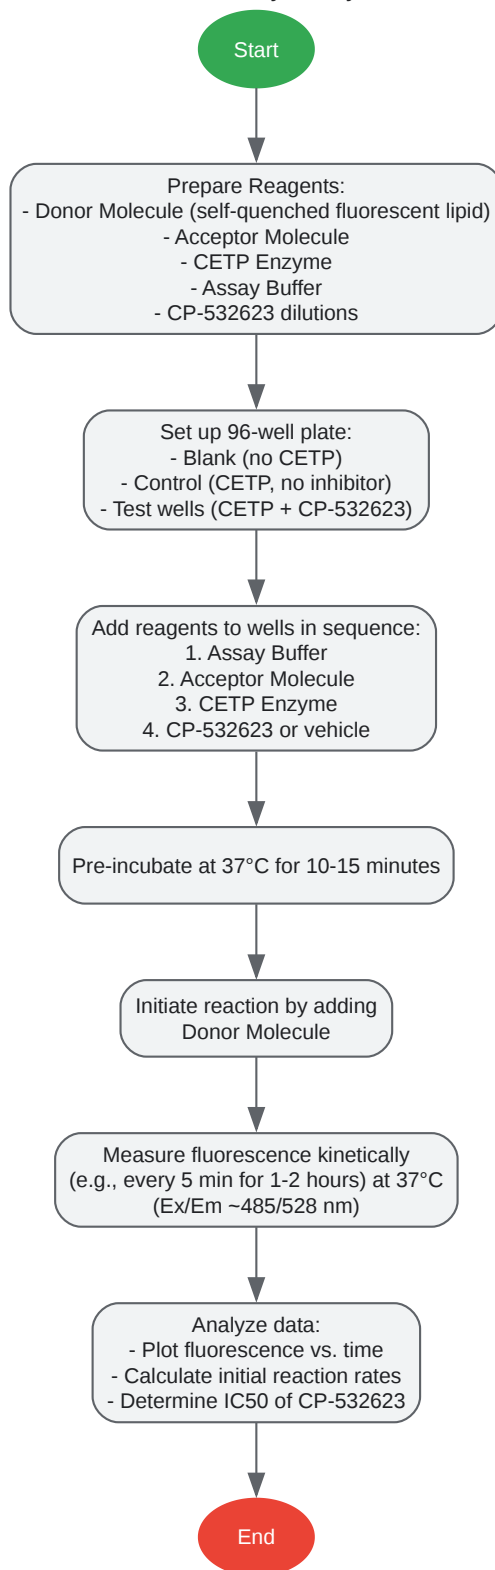 Start
Prepare Reagents:
- Donor Molecule (self-quenched fluorescent lipid)
- Acceptor Molecule
- CETP Enzyme
- Assay Buffer
- CP-532623 dilutions
Set up 96-well plate:
- Blank (no CETP)
- Control (CETP, no inhibitor)
- Test wells (CETP + CP-532623)
Add reagents to wells in sequence:
1. Assay Buffer
2. Acceptor Molecule
3. CETP Enzyme
4. CP-532623 or vehicle
Pre-incubate at 37°C for 10-15 minutes
Initiate reaction by adding
Donor Molecule
Measure fluorescence kinetically
(e.g., every 5 min for 1-2 hours) at 37°C
(Ex/Em ~485/528 nm)
Analyze data:
- Plot fluorescence vs. time
- Calculate initial reaction rates
- Determine IC50 of CP-532623
End